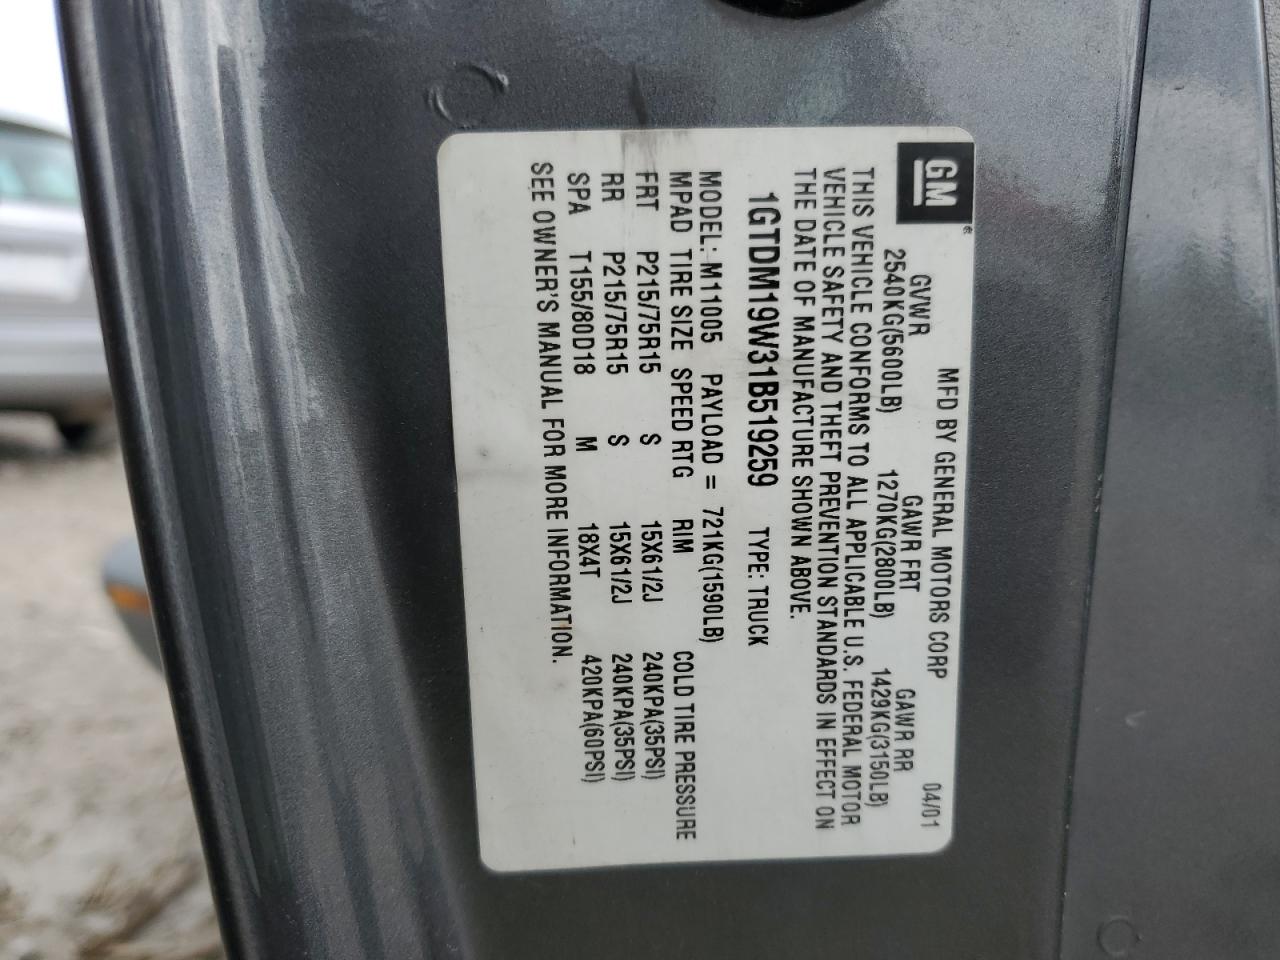 GM
MFD BY GENERAL MOTORS CORP 04/01
GVWR GAWR FRT GAWR RR
2540KG(5600LB) 1270KG(2800LB) 1429KG(3150LB)
THIS VEHICLE CONFORMS TO ALL APPLICABLE U.S. FEDERAL MOTOR
VEHICLE SAFETY AND THEFT PREVENTION STANDARDS IN EFFECT ON
THE DATE OF MANUFACTURE SHOWN ABOVE.
1GTDM19W31B519259 TYPE: TRUCK
MODEL: M11005 PAYLOAD = 721KG(1590LB)
MPAD TIRE SIZE SPEED RTG RIM COLD TIRE PRESSURE
FRT P215/75R15 S 15X61/2J 240KPA(35PSI)
RR P215/75R15 S 15X61/2J 240KPA(35PSI)
SPA T155/80D18 M 18X4T 420KPA(60PSI)
SEE OWNER'S MANUAL FOR MORE INFORMATION.